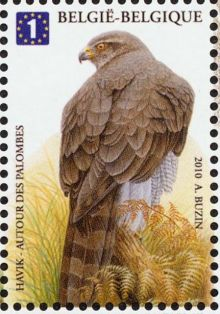 1
BELGIË-BELGIQUE
HAVIK - AUTOUR DES PALOMBES
2010 A. BUZIN